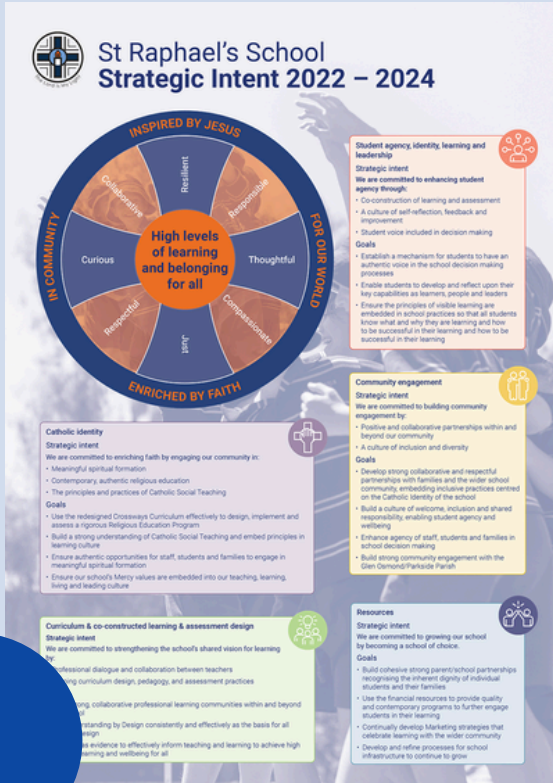 St Raphael's School
Strategic Intent 2022 – 2024
INSPIRED BY JESUS
IN COMMUNITY
FOR OUR WORLD
ENRICHED BY FAITH
Resilient
Responsible
Thoughtful
Compassionate
Just
Respectful
Curious
Collaborative
High levels
of learning
and belonging
for all
Student agency, identity, learning and
leadership
Strategic intent
We are committed to enhancing student
agency through:
• Co-construction of learning and assessment
• A culture of self-reflection, feedback and
improvement
• Student voice included in decision making
Goals
• Establish a mechanism for students to have an
authentic voice in the school decision making
processes
• Enable students to develop and reflect upon their
key capabilities as learners, people and leaders
• Ensure the principles of visible learning are
embedded in school practices so that all students
know what and why they are learning and how
to be successful in their learning and how to be
successful in their learning
Community engagement
Strategic intent
We are committed to building community
engagement by:
• Positive and collaborative partnerships within and
beyond our community
• A culture of inclusion and diversity
Goals
• Develop strong collaborative and respectful
partnerships with families and the wider school
community, embedding inclusive practices centred
on the Catholic Identity of the school
• Build a culture of welcome, inclusion and shared
responsibility, enabling student agency and
wellbeing
• Enhance agency of staff, students and families in
school decision making
• Build strong community engagement with the
Glen Osmond/Parkside Parish
Catholic identity
Strategic intent
We are committed to enriching faith by engaging our community in:
• Meaningful spiritual formation
• Contemporary, authentic religious education
• The principles and practices of Catholic Social Teaching
Goals
• Use the redesigned Crossways Curriculum effectively to design, implement and
assess a rigorous Religious Education Program
• Build a strong understanding of Catholic Social Teaching and embed principles in
learning culture
• Ensure authentic opportunities for staff, students and families to engage in
meaningful spiritual formation
• Ensure our school's Mercy values are embedded into our teaching, learning,
living and leading culture
Curriculum & co-constructed learning & assessment design
Strategic intent
We are committed to strengthening the school's shared vision for learning
by:
professional dialogue and collaboration between teachers
curriculum design, pedagogy, and assessment practices
collaborative professional learning communities within and beyond
by Design consistently and effectively as the basis for all
as evidence to effectively inform teaching and learning to achieve high
learning and wellbeing for all
Resources
Strategic intent
We are committed to growing our school
by becoming a school of choice.
Goals
• Build cohesive strong parent/school partnerships
recognising the inherent dignity of individual
students and their families
• Use the financial resources to provide quality
and contemporary programs to further engage
students in their learning
• Continually develop Marketing strategies that
celebrate learning with the wider community
• Develop and refine processes for school
infrastructure to continue to grow